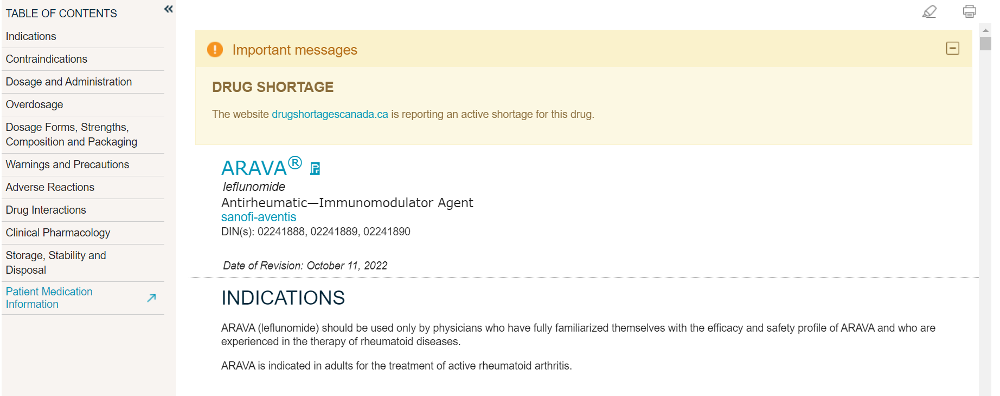 TABLE OF CONTENTS
Indications
Contraindications
Dosage and Administration
Overdosage
Dosage Forms, Strengths,
Composition and Packaging
Warnings and Precautions
Adverse Reactions
Drug Interactions
Clinical Pharmacology
Storage, Stability and
Disposal
Patient Medication
Information
Important messages
DRUG SHORTAGE
The website drugshortagescanada.ca is reporting an active shortage for this drug.
ARAVA®
leflunomide
Antirheumatic—Immunomodulator Agent
sanofi-aventis
DIN(s): 02241888, 02241889, 02241890
Date of Revision: October 11, 2022
INDICATIONS
ARAVA (leflunomide) should be used only by physicians who have fully familiarized themselves with the efficacy and safety profile of ARAVA and who are
experienced in the therapy of rheumatoid diseases.
ARAVA is indicated in adults for the treatment of active rheumatoid arthritis.